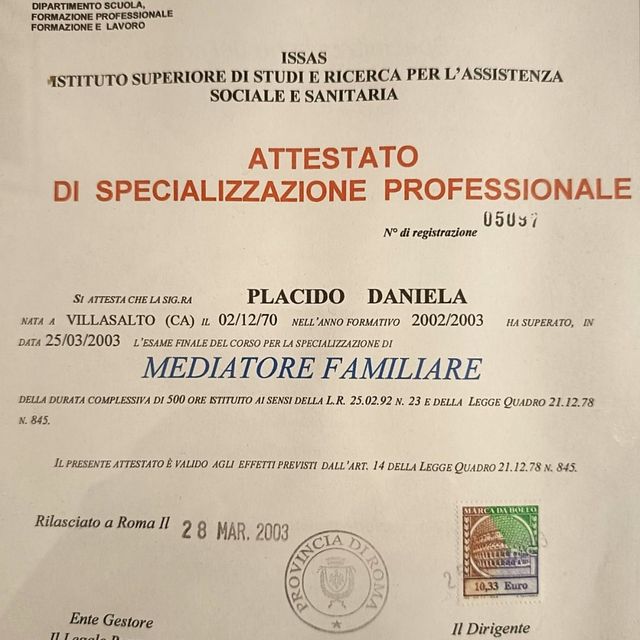 DIPARTIMENTO SCUOLA,
FORMAZIONE PROFESSIONALE
FORMAZIONE E LAVORO
ISSAS
ISTITUTO SUPERIORE DI STUDI E RICERCA PER L'ASSISTENZA
SOCIALE E SANITARIA
ATTESTATO
DI SPECIALIZZAZIONE PROFESSIONALE
N° di registrazione 05097
SI ATTESTA CHE LA SIG.RA PLACIDO DANIELA
NATA A VILLASALTO (CA) IL 02/12/70 NELL'ANNO FORMATIVO 2002/2003 HA SUPERATO, IN
DATA 25/03/2003 L'ESAME FINALE DEL CORSO PER LA SPECIALIZZAZIONE DI
MEDIATORE FAMILIARE
DELLA DURATA COMPLESSIVA DI 500 ORE ISTITUITO AI SENSI DELLA L.R. 25.02.92 N. 23 E DELLA LEGGE QUADRO 21.12.78
N. 845.
IL PRESENTE ATTESTATO È VALIDO AGLI EFFETTI PREVISTI DALL'ART. 14 DELLA LEGGE QUADRO 21.12.78 N. 845.
Rilasciato a Roma Il 28 MAR. 2003
PROVINCIA DI ROMA
MARCA DA BOLLO
10,33 Euro
Ente Gestore
Il Dirigente
Il Legale